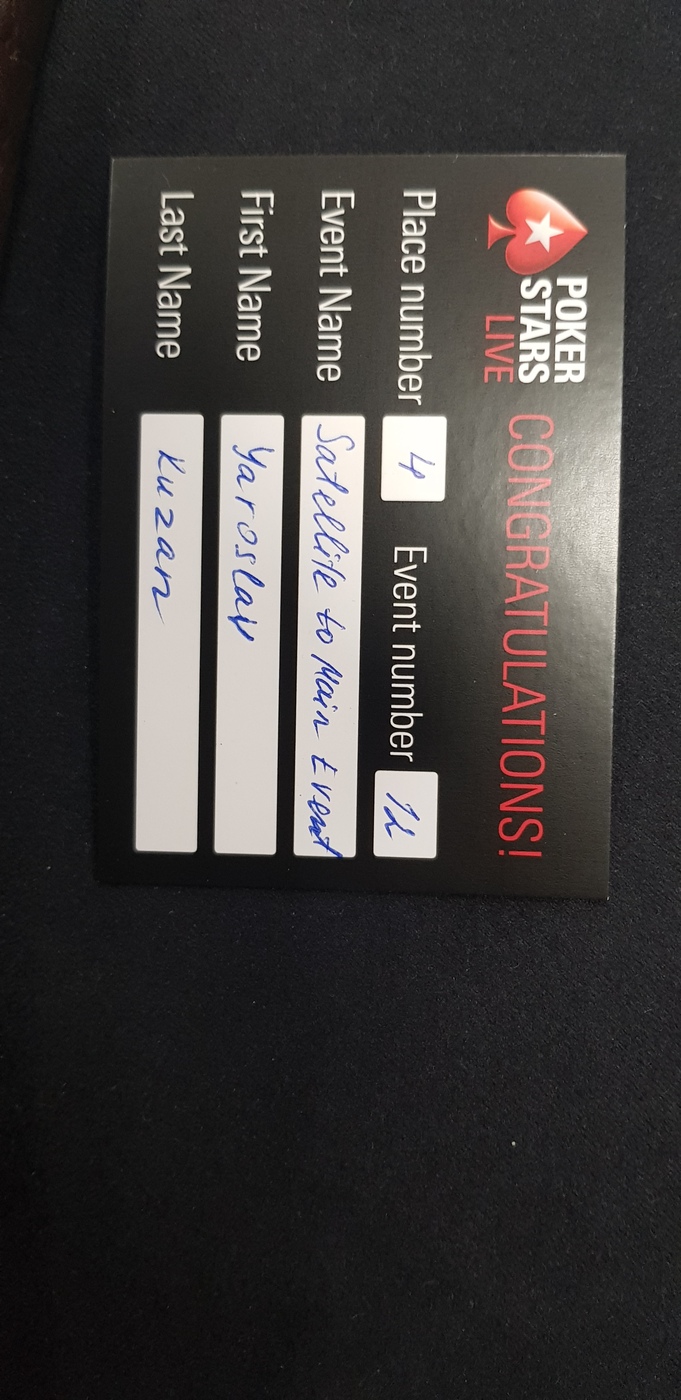 POKER
STARS
LIVE
CONGRATULATIONS!
Place number 4 Event number 12
Event Name Satellite to Main Event
First Name Yaroslav
Last Name Kuzan